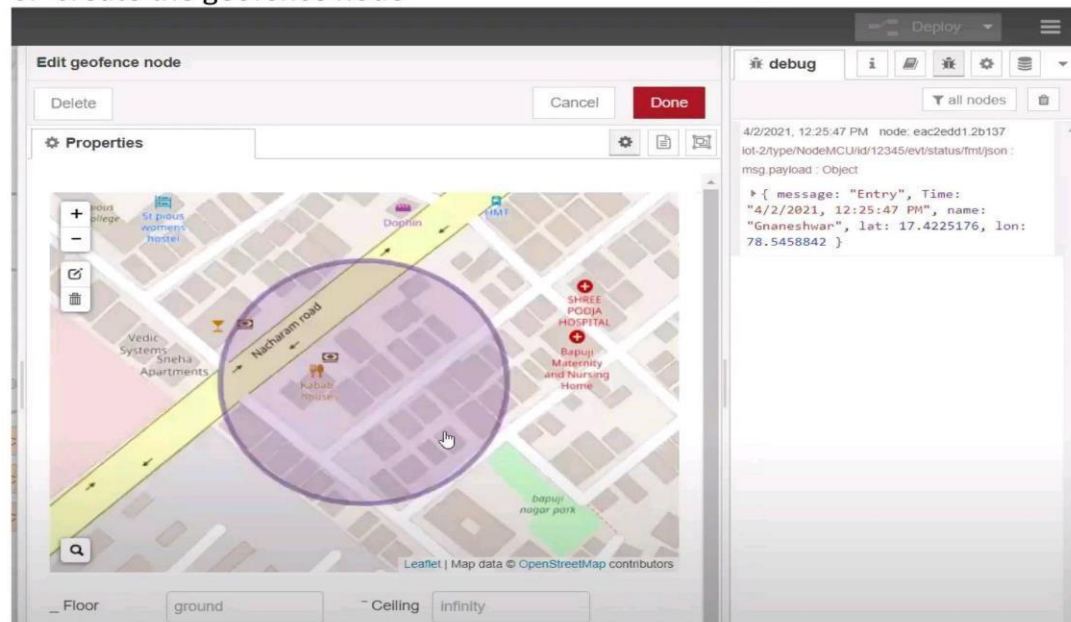 Deploy
Edit geofence node
Delete
Cancel
Done
Properties
+
−
St pious
womens
hostel
Dophin
HMT
Nacharam road
Vedic
Systems
Sneha
Apartments
Kabab
house
SHREE
POOJA
HOSPITAL
Bapuji
Maternity
and Nursing
Home
bapuji
nagar park
Leaflet | Map data © OpenStreetMap contributors
_ Floor
ground
‾ Ceiling
infinity
debug
i
all nodes
4/2/2021, 12:25:47 PM node: eac2edd1.2b137
iot-2/type/NodeMCU/id/12345/evt/status/fmt/json :
msg.payload : Object
{ message: "Entry", Time:
"4/2/2021, 12:25:47 PM", name:
"Gnaneshwar", lat: 17.4225176, lon:
78.5458842 }